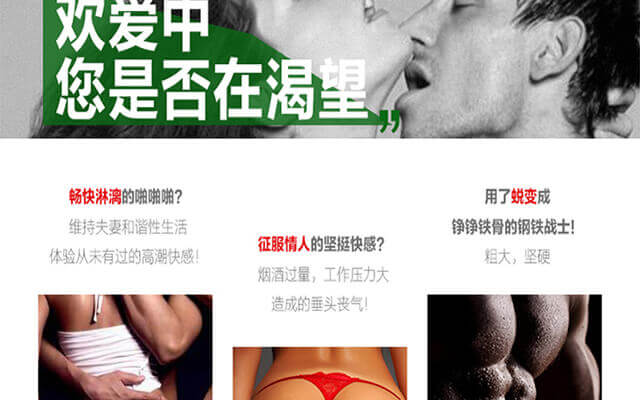 欢爱中
您是否在渴望”
畅快淋漓的啪啪啪？
维持夫妻和谐性生活
体验从未有过的高潮快感！
征服情人的坚挺快感？
烟酒过量，工作压力大
造成的垂头丧气！
用了蜕变成
铮铮铁骨的钢铁战士！
粗大，坚硬